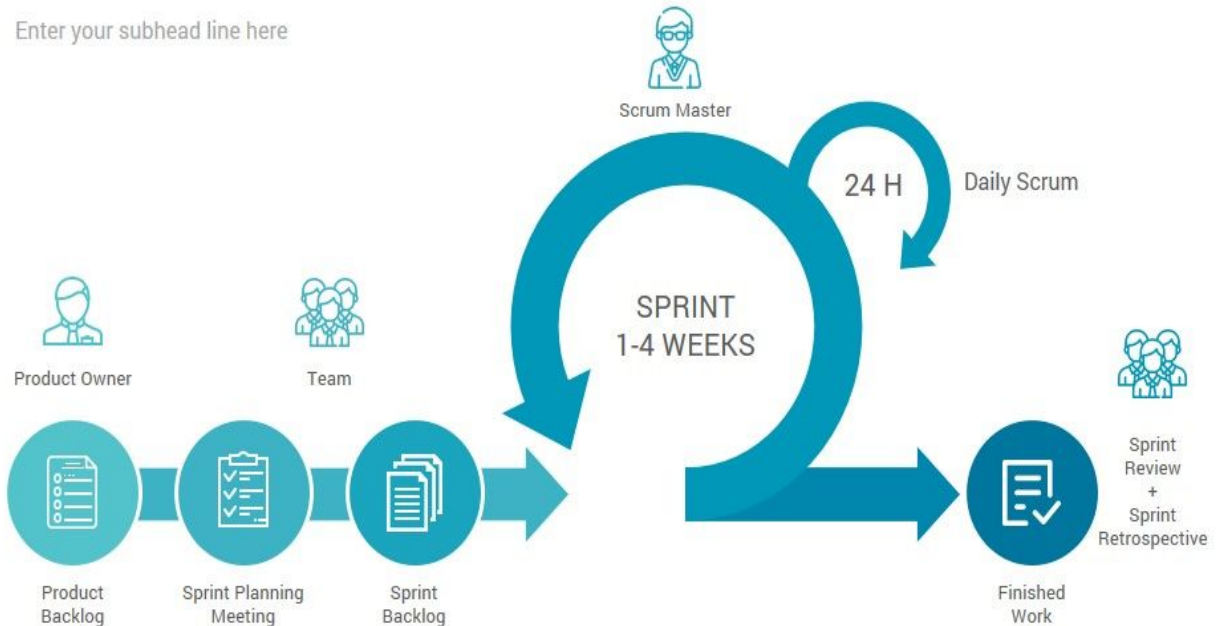 Enter your subhead line here
Scrum Master
24 H
Daily Scrum
SPRINT
1-4 WEEKS
Product Owner
Team
Sprint
Review
+
Sprint
Retrospective
Product
Backlog
Sprint Planning
Meeting
Sprint
Backlog
Finished
Work